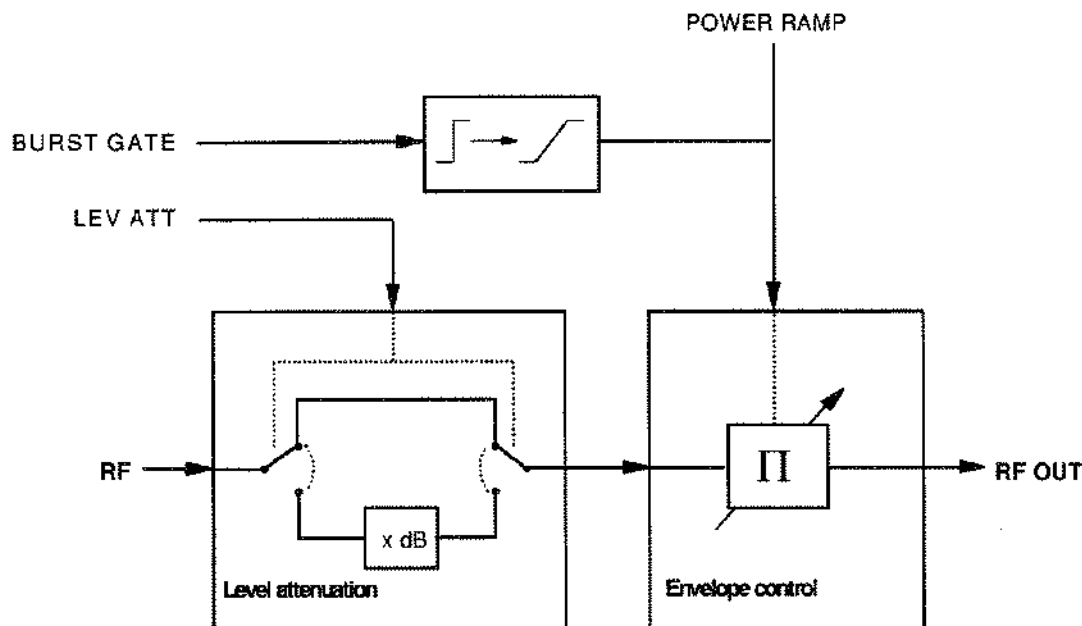 POWER RAMP
BURST GATE
LEV ATT
RF
x dB
Π
RF OUT
Level attenuation
Envelope control